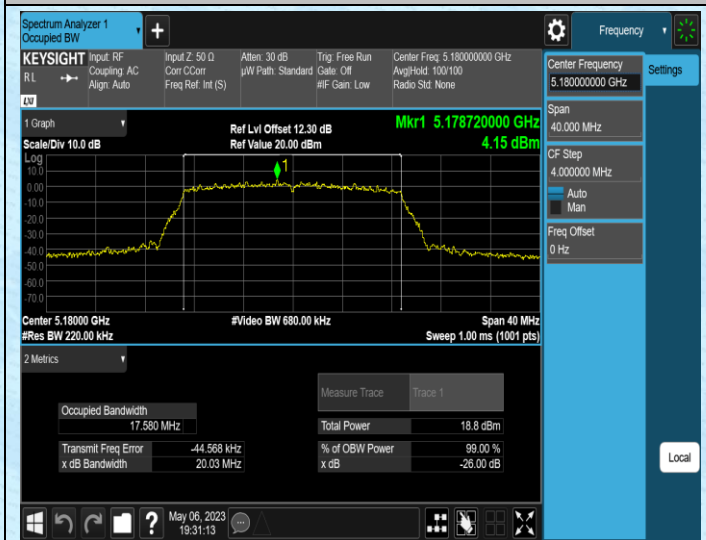 Spectrum Analyzer 1
Occupied BW
+
Frequency
KEYSIGHT
RL
LXI
Input: RF
Coupling: AC
Align: Auto
Input Z: 50 Ω
Corr CCorr
Freq Ref: Int (S)
Atten: 30 dB
µW Path: Standard
Trig: Free Run
Gate: Off
#IF Gain: Low
Center Freq: 5.180000000 GHz
Avg|Hold: 100/100
Radio Std: None
Center Frequency
5.180000000 GHz
Settings
Span
40.000 MHz
CF Step
4.000000 MHz
Auto
Man
Freq Offset
0 Hz
Local
1 Graph
Scale/Div 10.0 dB
Ref Lvl Offset 12.30 dB
Ref Value 20.00 dBm
Mkr1 5.178720000 GHz
4.15 dBm
Log
10.0
0.00
-10.0
-20.0
-30.0
-40.0
-50.0
-60.0
-70.0
1
Center 5.18000 GHz
#Res BW 220.00 kHz
#Video BW 680.00 kHz
Span 40 MHz
Sweep 1.00 ms (1001 pts)
2 Metrics
Measure Trace Trace 1
Occupied Bandwidth
17.580 MHz
Total Power 18.8 dBm
Transmit Freq Error -44.568 kHz
% of OBW Power 99.00 %
x dB Bandwidth 20.03 MHz
x dB -26.00 dB
?
May 06, 2023
19:31:13